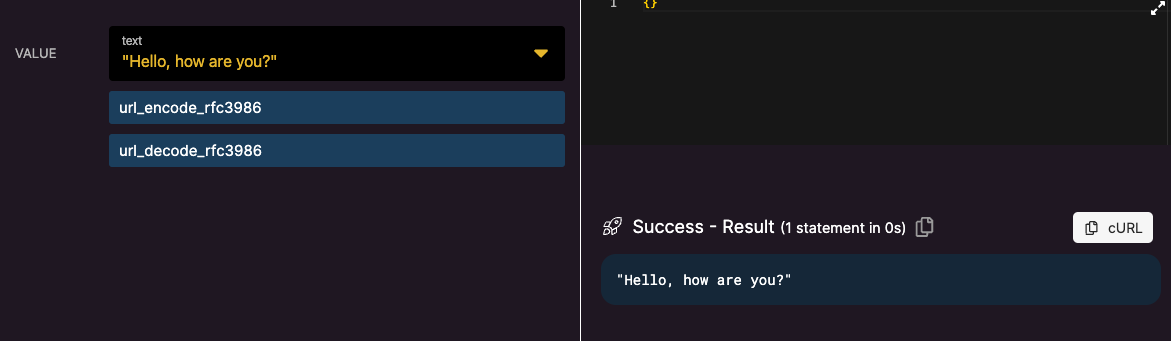 VALUE
text
"Hello, how are you?"
url_encode_rfc3986
url_decode_rfc3986
1 {}
Success - Result (1 statement in 0s)
cURL
"Hello, how are you?"